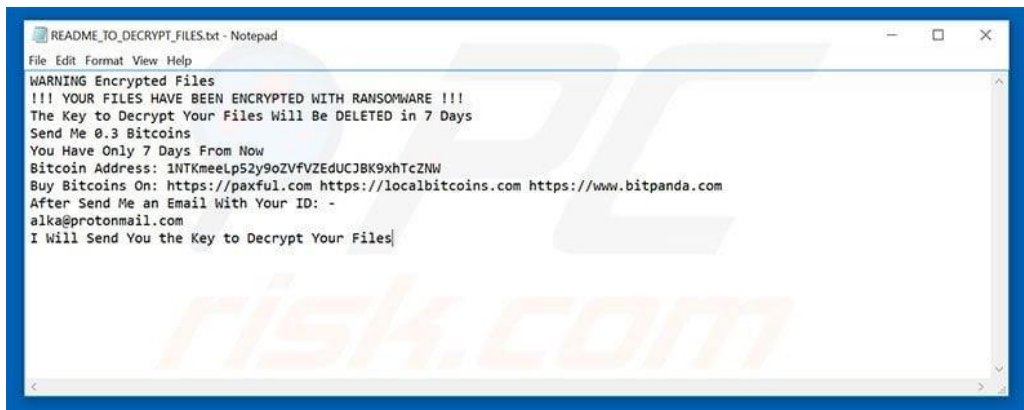 README_TO_DECRYPT_FILES.txt - Notepad
File Edit Format View Help
WARNING Encrypted Files
!!! YOUR FILES HAVE BEEN ENCRYPTED WITH RANSOMWARE !!!
The Key to Decrypt Your Files Will Be DELETED in 7 Days
Send Me 0.3 Bitcoins
You Have Only 7 Days From Now
Bitcoin Address: 1NTKmeeLp52y9oZVfVZEdUCJBK9xhTcZNW
Buy Bitcoins On: https://paxful.com https://localbitcoins.com https://www.bitpanda.com
After Send Me an Email With Your ID: -
alka@protonmail.com
I Will Send You the Key to Decrypt Your Files
PC
risk.com